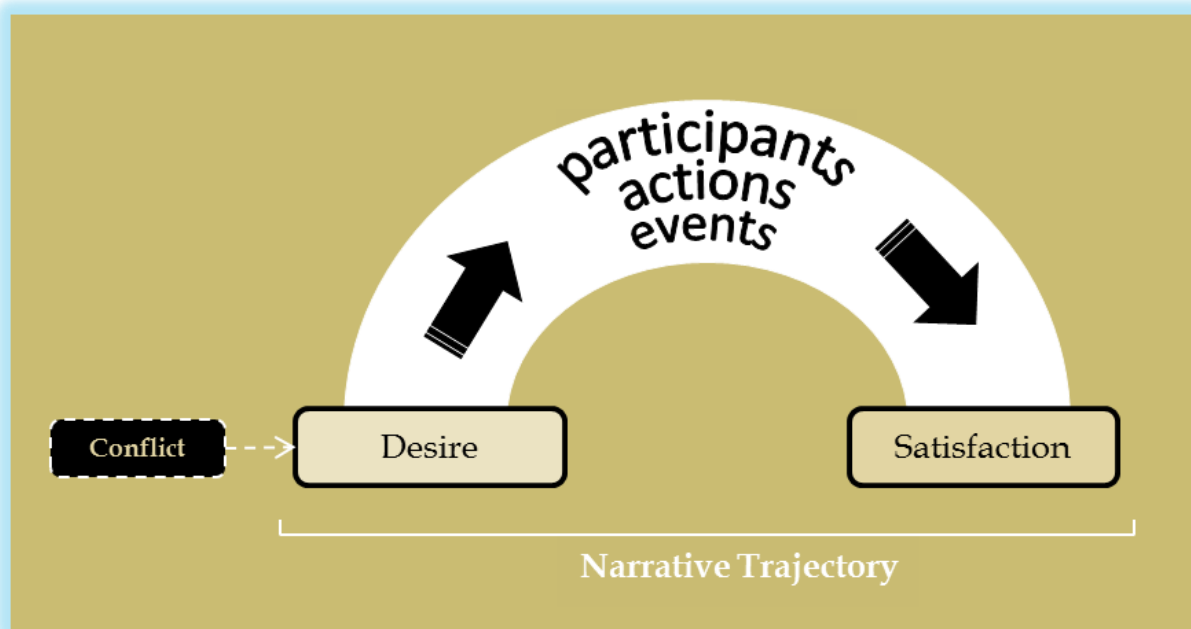 participants
actions
events
Conflict
Desire
Satisfaction
Narrative Trajectory